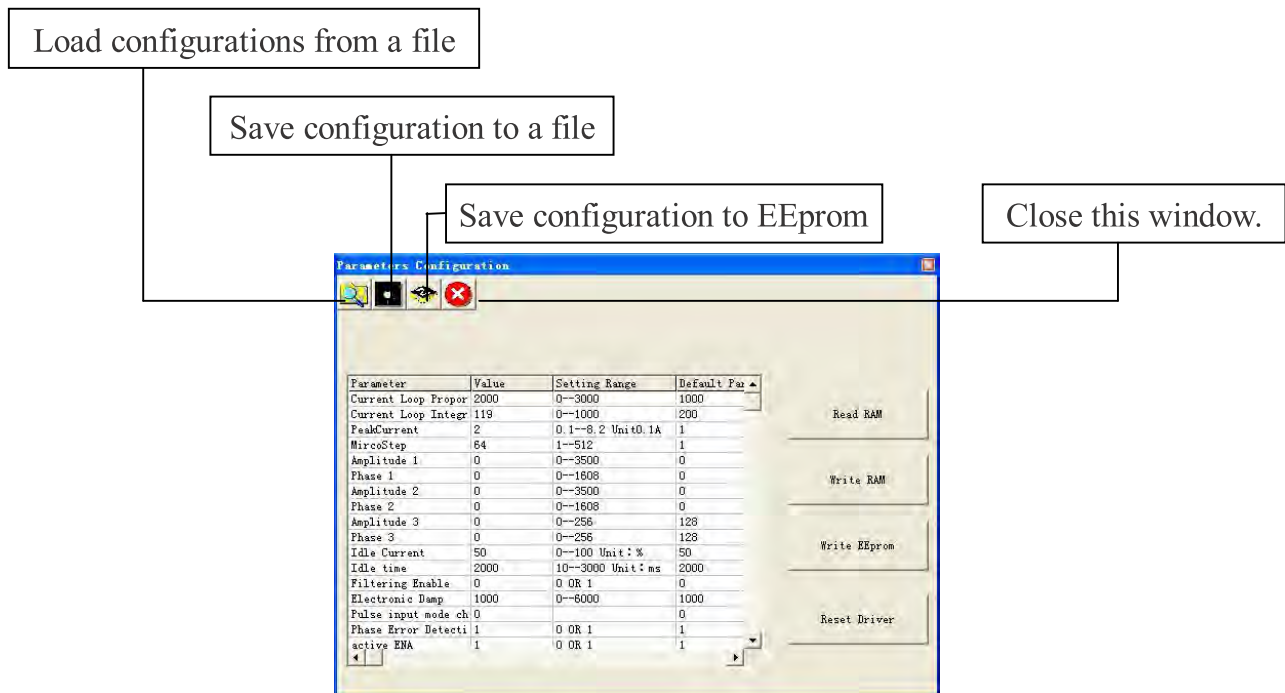 Load configurations from a file
Save configuration to a file
Save configuration to EEprom
Close this window.
Parameters Configuration
Parameter Value Setting Range Default Par
Current Loop Propor 2000 0--3000 1000
Current Loop Integr 119 0--1000 200
PeakCurrent 2 0.1--8.2 Unit0.1A 1
MircoStep 64 1--512 1
Amplitude 1 0 0--3500 0
Phase 1 0 0--1608 0
Amplitude 2 0 0--3500 0
Phase 2 0 0--1608 0
Amplitude 3 0 0--256 128
Phase 3 0 0--256 128
Idle Current 50 0--100 Unit：% 50
Idle time 2000 10--3000 Unit：ms 2000
Filtering Enable 0 0 OR 1 0
Electronic Damp 1000 0--6000 1000
Pulse input mode ch 0 0
Phase Error Detecti 1 0 OR 1 1
active ENA 1 0 OR 1 1
Read RAM
Write RAM
Write EEprom
Reset Driver